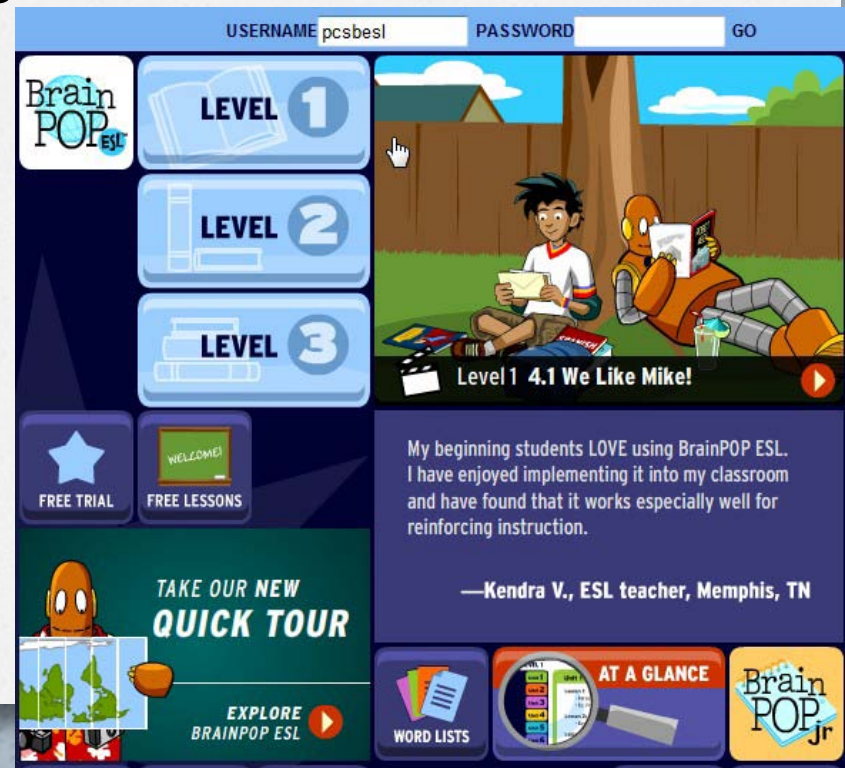 USERNAME pcsbesl PASSWORD GO
Brain
POP
ESL™
LEVEL 1
LEVEL 2
LEVEL 3
SPANISH
Level 1 4.1 We Like Mike!
WELCOME!
FREE TRIAL
FREE LESSONS
My beginning students LOVE using BrainPOP ESL.
I have enjoyed implementing it into my classroom
and have found that it works especially well for
reinforcing instruction.
—Kendra V., ESL teacher, Memphis, TN
TAKE OUR NEW
QUICK TOUR
EXPLORE
BRAINPOP ESL
WORD LISTS
AT A GLANCE
Brain
POP
jr